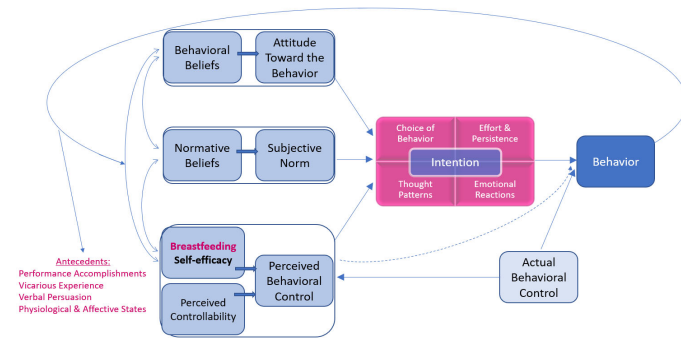 Behavioral
Beliefs
Attitude
Toward the
Behavior
Normative
Beliefs
Subjective
Norm
Choice of
Behavior
Effort &
Persistence
Intention
Thought
Patterns
Emotional
Reactions
Behavior
Breastfeeding
Self-efficacy
Perceived
Behavioral
Control
Perceived
Controllability
Actual
Behavioral
Control
Antecedents:
Performance Accomplishments
Vicarious Experience
Verbal Persuasion
Physiological & Affective States